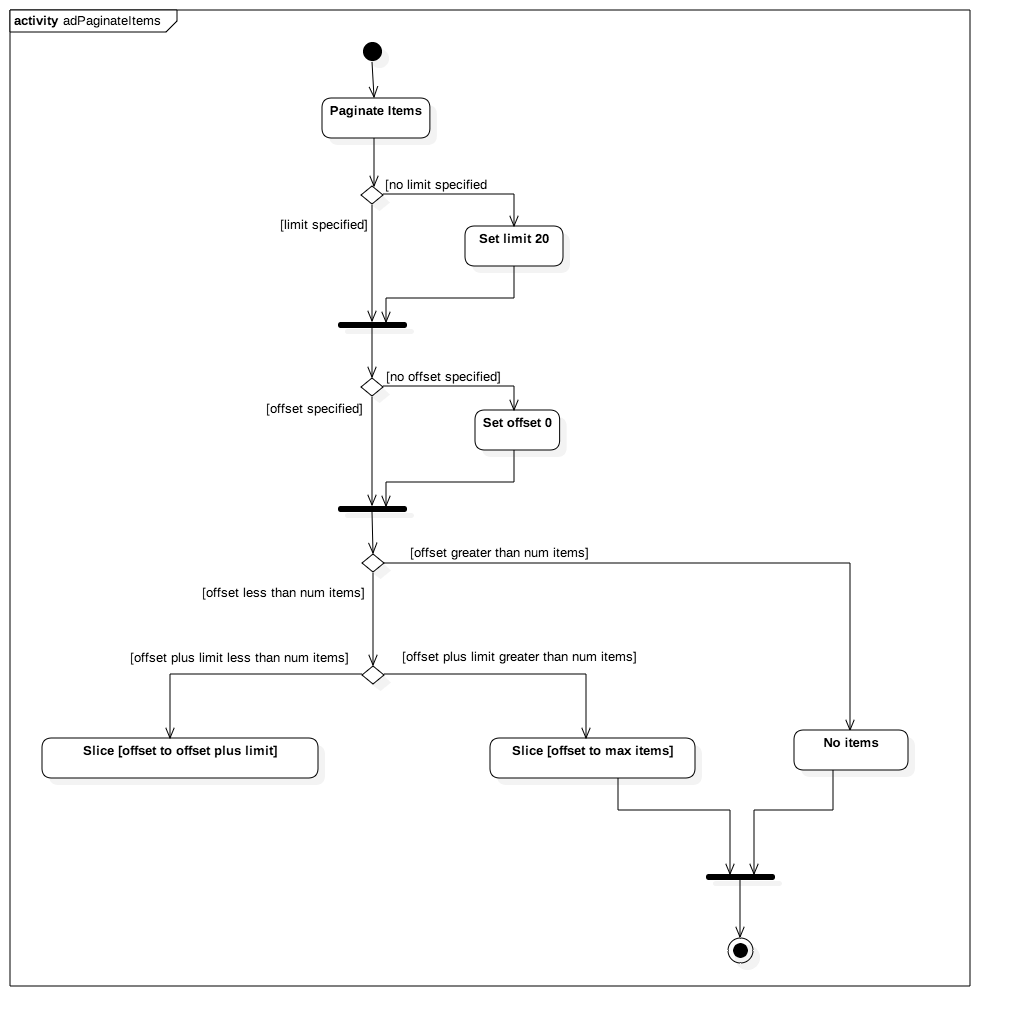 activity adPaginateItems
Paginate Items
[no limit specified
[limit specified]
Set limit 20
[no offset specified]
[offset specified]
Set offset 0
[offset greater than num items]
[offset less than num items]
[offset plus limit less than num items]
[offset plus limit greater than num items]
Slice [offset to offset plus limit]
Slice [offset to max items]
No items